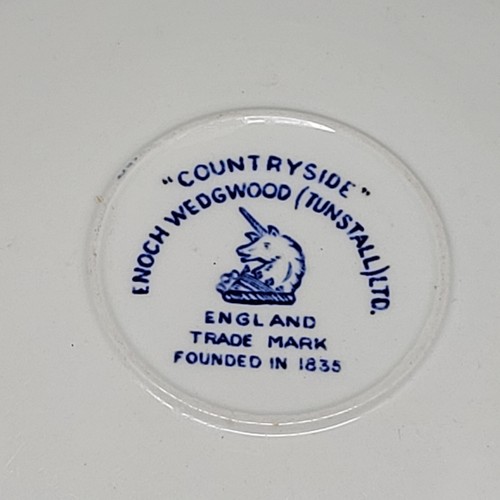 "COUNTRYSIDE"
ENOCH WEDGWOOD (TUNSTALL) LTD.
ENGLAND
TRADE MARK
FOUNDED IN 1835